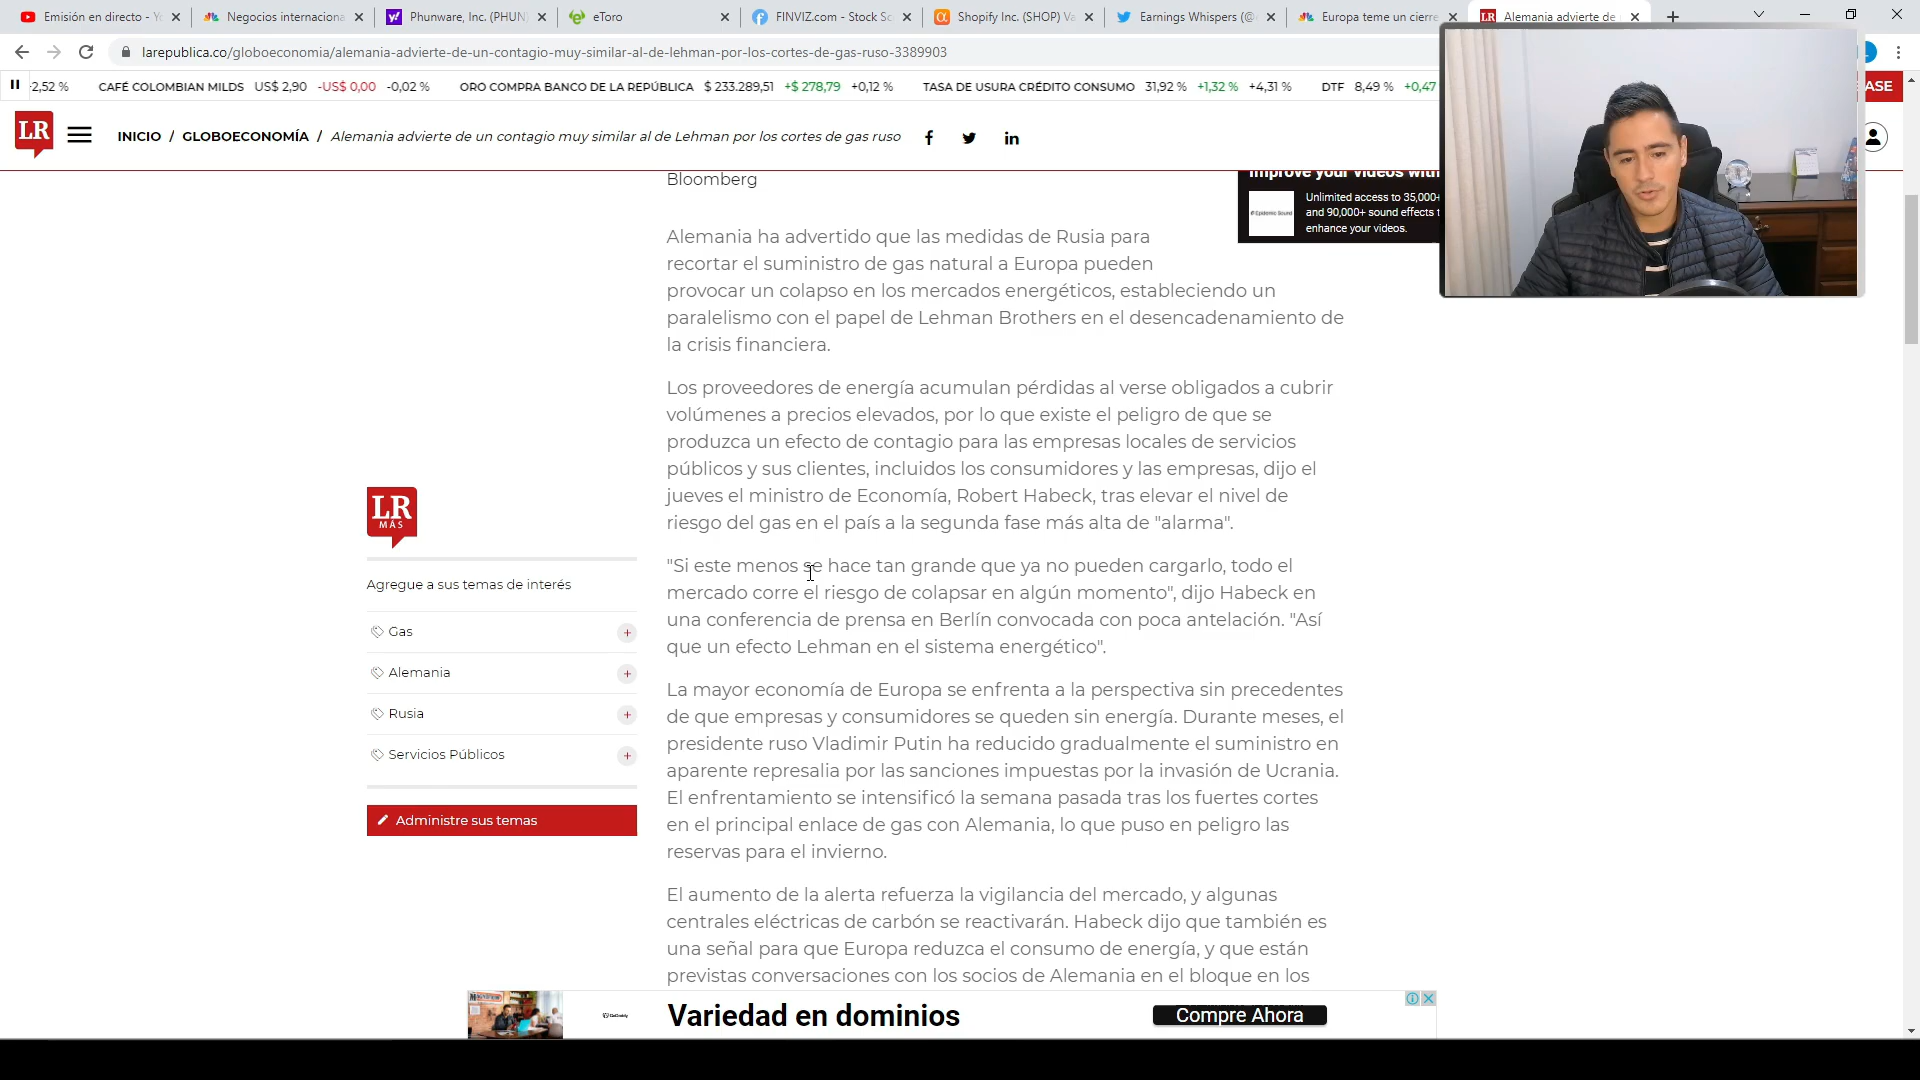 Emisión en directo - Y
Negocios internaciona
Phunware, Inc. (PHUN
eToro
FINVIZ.com - Stock Sc
Shopify Inc. (SHOP) Va
Earnings Whispers (@
Europa teme un cierre
Alemania advierte de
larepublica.co/globoeconomia/alemania-advierte-de-un-contagio-muy-similar-al-de-lehman-por-los-cortes-de-gas-ruso-3389903
2,52 % CAFÉ COLOMBIAN MILDS US$ 2,90 -US$ 0,00 -0,02 % ORO COMPRA BANCO DE LA REPÚBLICA $ 233.289,51 +$ 278,79 +0,12 % TASA DE USURA CRÉDITO CONSUMO 31,92 % +1,32 % +4,31 % DTF 8,49 % +0,47
ASE
LR
INICIO / GLOBOECONOMÍA / Alemania advierte de un contagio muy similar al de Lehman por los cortes de gas ruso
Bloomberg
Improve your videos with
Unlimited access to 35,000+
and 90,000+ sound effects t
enhance your videos.
Epidemic Sound
Alemania ha advertido que las medidas de Rusia para
recortar el suministro de gas natural a Europa pueden
provocar un colapso en los mercados energéticos, estableciendo un
paralelismo con el papel de Lehman Brothers en el desencadenamiento de
la crisis financiera.
Los proveedores de energía acumulan pérdidas al verse obligados a cubrir
volúmenes a precios elevados, por lo que existe el peligro de que se
produzca un efecto de contagio para las empresas locales de servicios
públicos y sus clientes, incluidos los consumidores y las empresas, dijo el
jueves el ministro de Economía, Robert Habeck, tras elevar el nivel de
riesgo del gas en el país a la segunda fase más alta de "alarma".
"Si este menos se hace tan grande que ya no pueden cargarlo, todo el
mercado corre el riesgo de colapsar en algún momento", dijo Habeck en
una conferencia de prensa en Berlín convocada con poca antelación. "Así
que un efecto Lehman en el sistema energético".
La mayor economía de Europa se enfrenta a la perspectiva sin precedentes
de que empresas y consumidores se queden sin energía. Durante meses, el
presidente ruso Vladimir Putin ha reducido gradualmente el suministro en
aparente represalia por las sanciones impuestas por la invasión de Ucrania.
El enfrentamiento se intensificó la semana pasada tras los fuertes cortes
en el principal enlace de gas con Alemania, lo que puso en peligro las
reservas para el invierno.
El aumento de la alerta refuerza la vigilancia del mercado, y algunas
centrales eléctricas de carbón se reactivarán. Habeck dijo que también es
una señal para que Europa reduzca el consumo de energía, y que están
previstas conversaciones con los socios de Alemania en el bloque en los
LR
MÁS
Agregue a sus temas de interés
Gas +
Alemania +
Rusia +
Servicios Públicos +
Administre sus temas
GoDaddy
Variedad en dominios
Compre Ahora